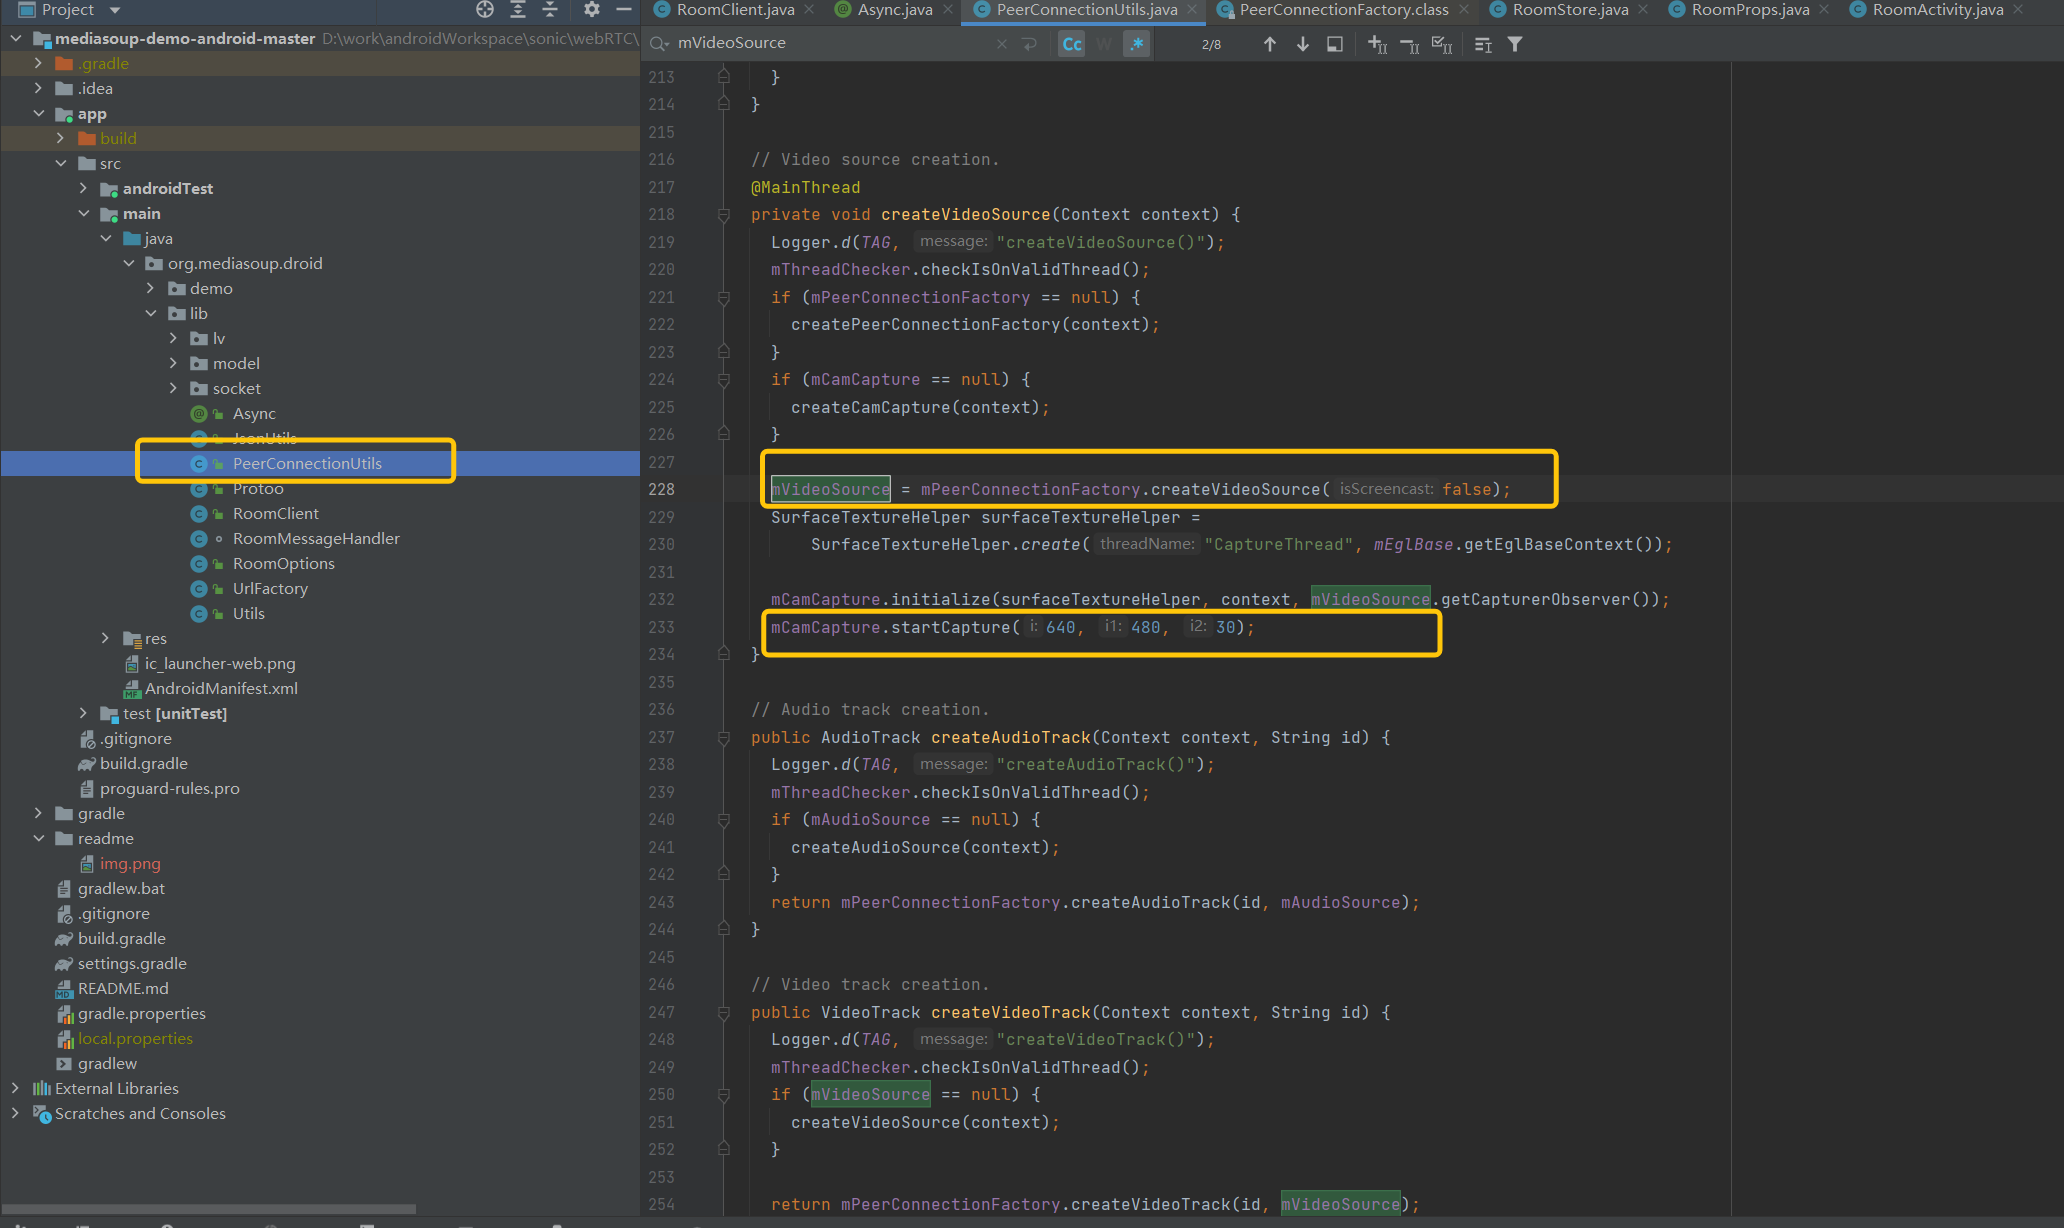 Project
RoomClient.java
Async.java
PeerConnectionUtils.java
PeerConnectionFactory.class
RoomStore.java
RoomProps.java
RoomActivity.java
mVideoSource
Cc
W
.*
2/8
mediasoup-demo-android-master D:\work\androidWorkspace\sonic\webRTC\
.gradle
.idea
app
build
src
androidTest
main
java
org.mediasoup.droid
demo
lib
lv
model
socket
Async
JsonUtils
PeerConnectionUtils
Protoo
RoomClient
RoomMessageHandler
RoomOptions
UrlFactory
Utils
res
ic_launcher-web.png
AndroidManifest.xml
test [unitTest]
.gitignore
build.gradle
proguard-rules.pro
gradle
readme
img.png
gradlew.bat
.gitignore
build.gradle
settings.gradle
README.md
gradle.properties
local.properties
gradlew
External Libraries
Scratches and Consoles
213 }
214 }
215
216 // Video source creation.
217 @MainThread
218 private void createVideoSource(Context context) {
219 Logger.d(TAG, message: "createVideoSource()");
220 mThreadChecker.checkIsOnValidThread();
221 if (mPeerConnectionFactory == null) {
222 createPeerConnectionFactory(context);
223 }
224 if (mCamCapture == null) {
225 createCamCapture(context);
226 }
227
228 mVideoSource = mPeerConnectionFactory.createVideoSource( isScreencast: false);
229 SurfaceTextureHelper surfaceTextureHelper =
230 SurfaceTextureHelper.create( threadName: "CaptureThread", mEglBase.getEglBaseContext());
231
232 mCamCapture.initialize(surfaceTextureHelper, context, mVideoSource.getCapturerObserver());
233 mCamCapture.startCapture( i: 640, i1: 480, i2: 30);
234 }
235
236 // Audio track creation.
237 public AudioTrack createAudioTrack(Context context, String id) {
238 Logger.d(TAG, message: "createAudioTrack()");
239 mThreadChecker.checkIsOnValidThread();
240 if (mAudioSource == null) {
241 createAudioSource(context);
242 }
243 return mPeerConnectionFactory.createAudioTrack(id, mAudioSource);
244 }
245
246 // Video track creation.
247 public VideoTrack createVideoTrack(Context context, String id) {
248 Logger.d(TAG, message: "createVideoTrack()");
249 mThreadChecker.checkIsOnValidThread();
250 if (mVideoSource == null) {
251 createVideoSource(context);
252 }
253
254 return mPeerConnectionFactory.createVideoTrack(id, mVideoSource);